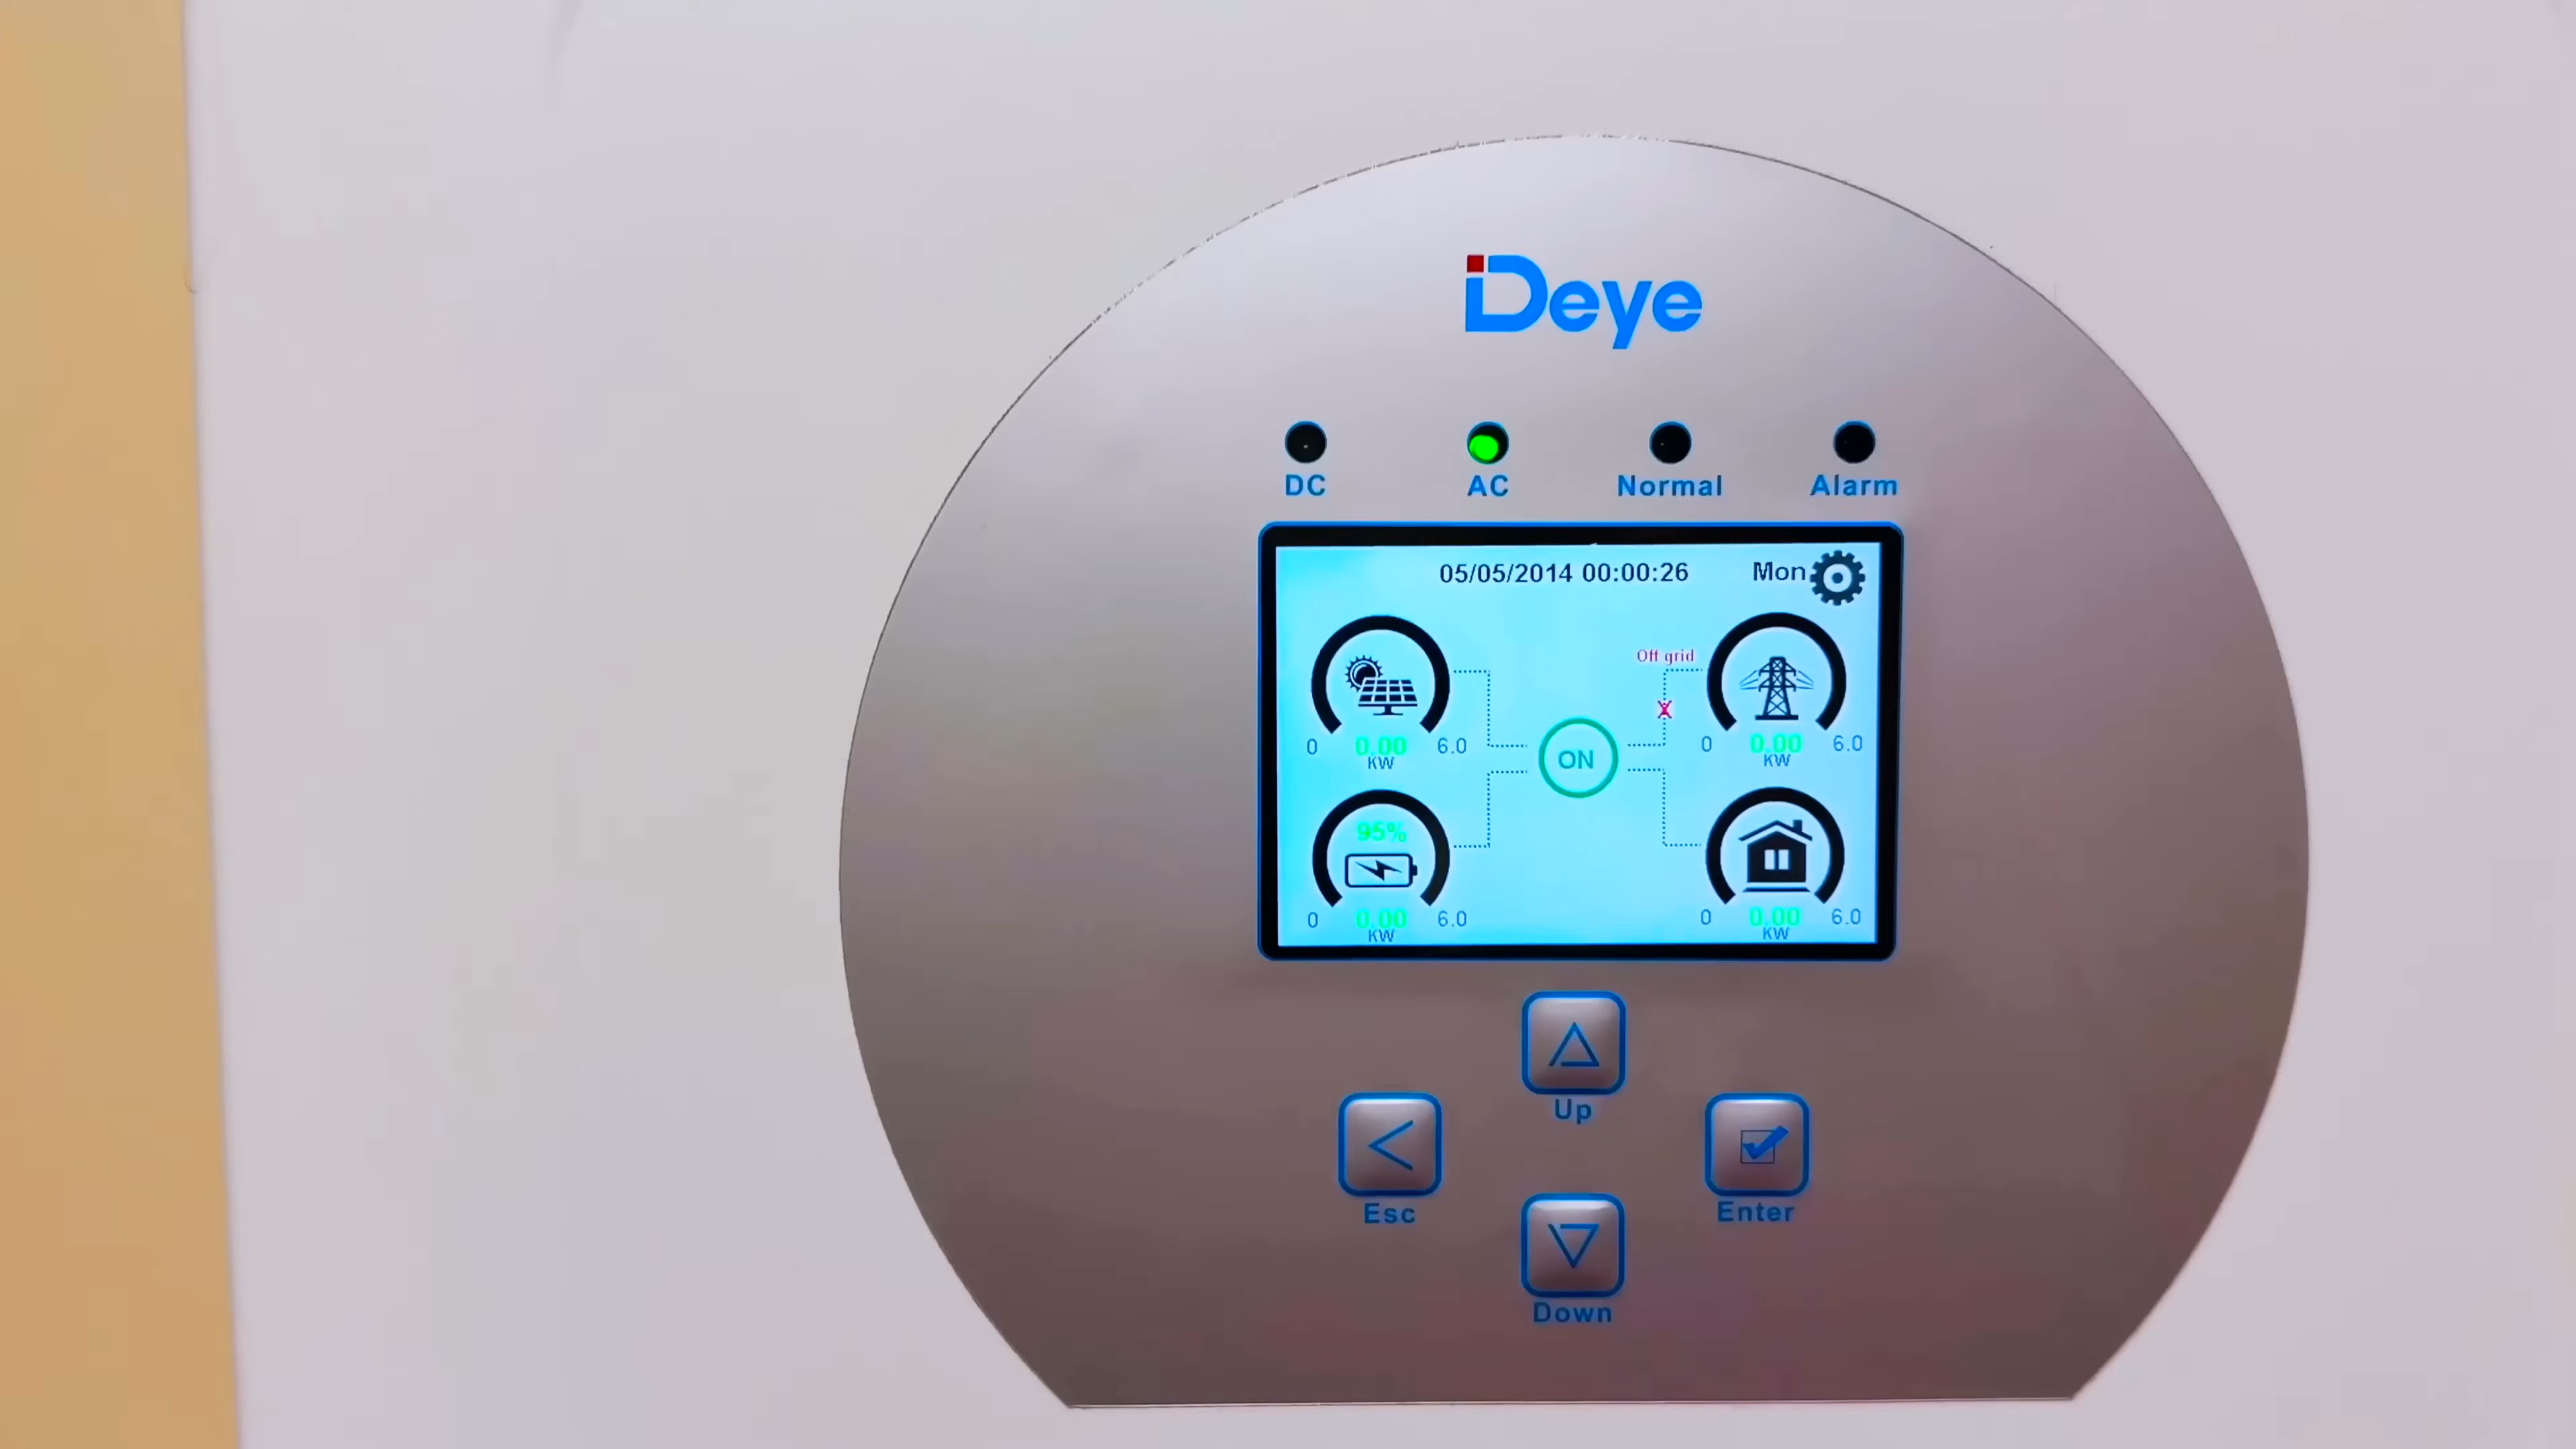 Deye
DC AC Normal Alarm
05/05/2014 00:00:26 Mon
Off grid
0 0.00 6.0
KW
0 0.00 6.0
KW
ON
95%
0 0.00 6.0
KW
0 0.00 6.0
KW
Up
Esc
Enter
Down